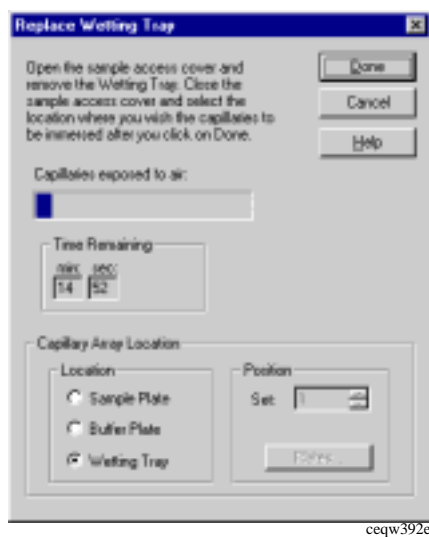 Replace Wetting Tray
Open the sample access cover and
remove the Wetting Tray. Close the
sample access cover and select the
location where you wish the capillaries to
be immersed after you click on Done.
Done
Cancel
Help
Capillaries exposed to air:
Time Remaining
min: sec:
14 52
Capillary Array Location
Location
Sample Plate
Buffer Plate
Wetting Tray
Position
Set: 1
Plates...
ceqw392e